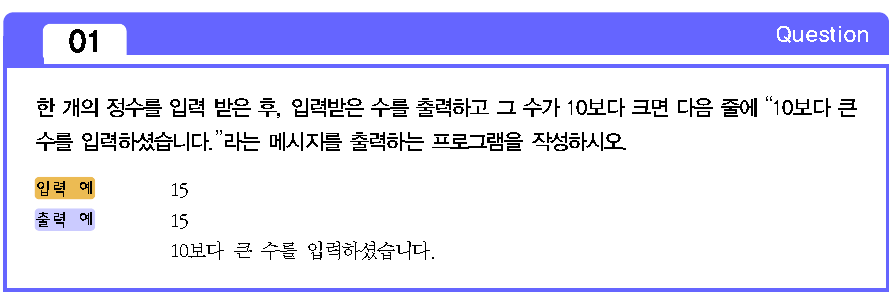 01
Question
한 개의 정수를 입력 받은 후, 입력받은 수를 출력하고 그 수가 10보다 크면 다음 줄에 “10보다 큰
수를 입력하셨습니다.”라는 메시지를 출력하는 프로그램을 작성하시오.
입력 예 15
출력 예 15
10보다 큰 수를 입력하셨습니다.